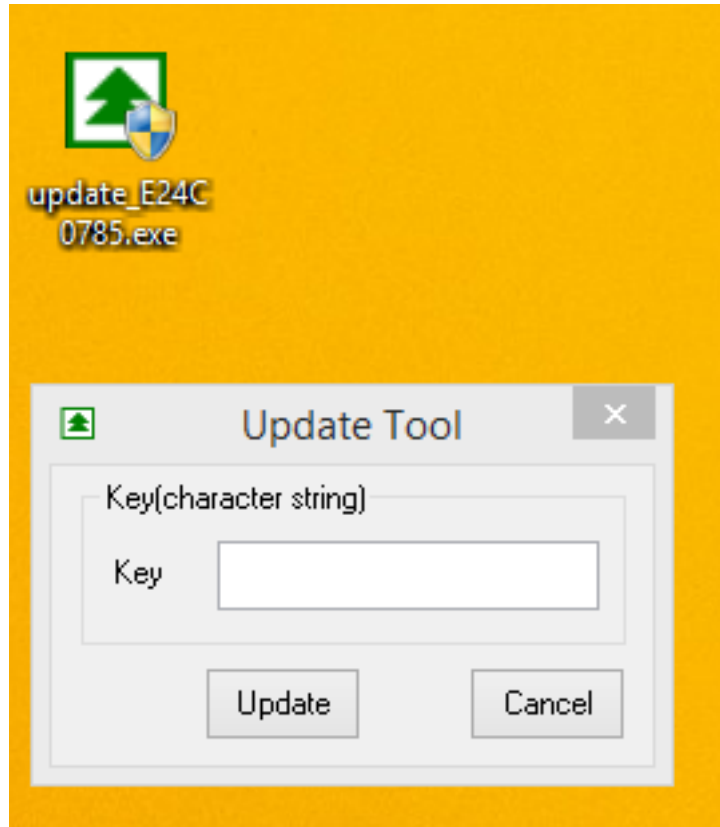 update_E24C
0785.exe
Update Tool
Key(character string)
Key
Update Cancel